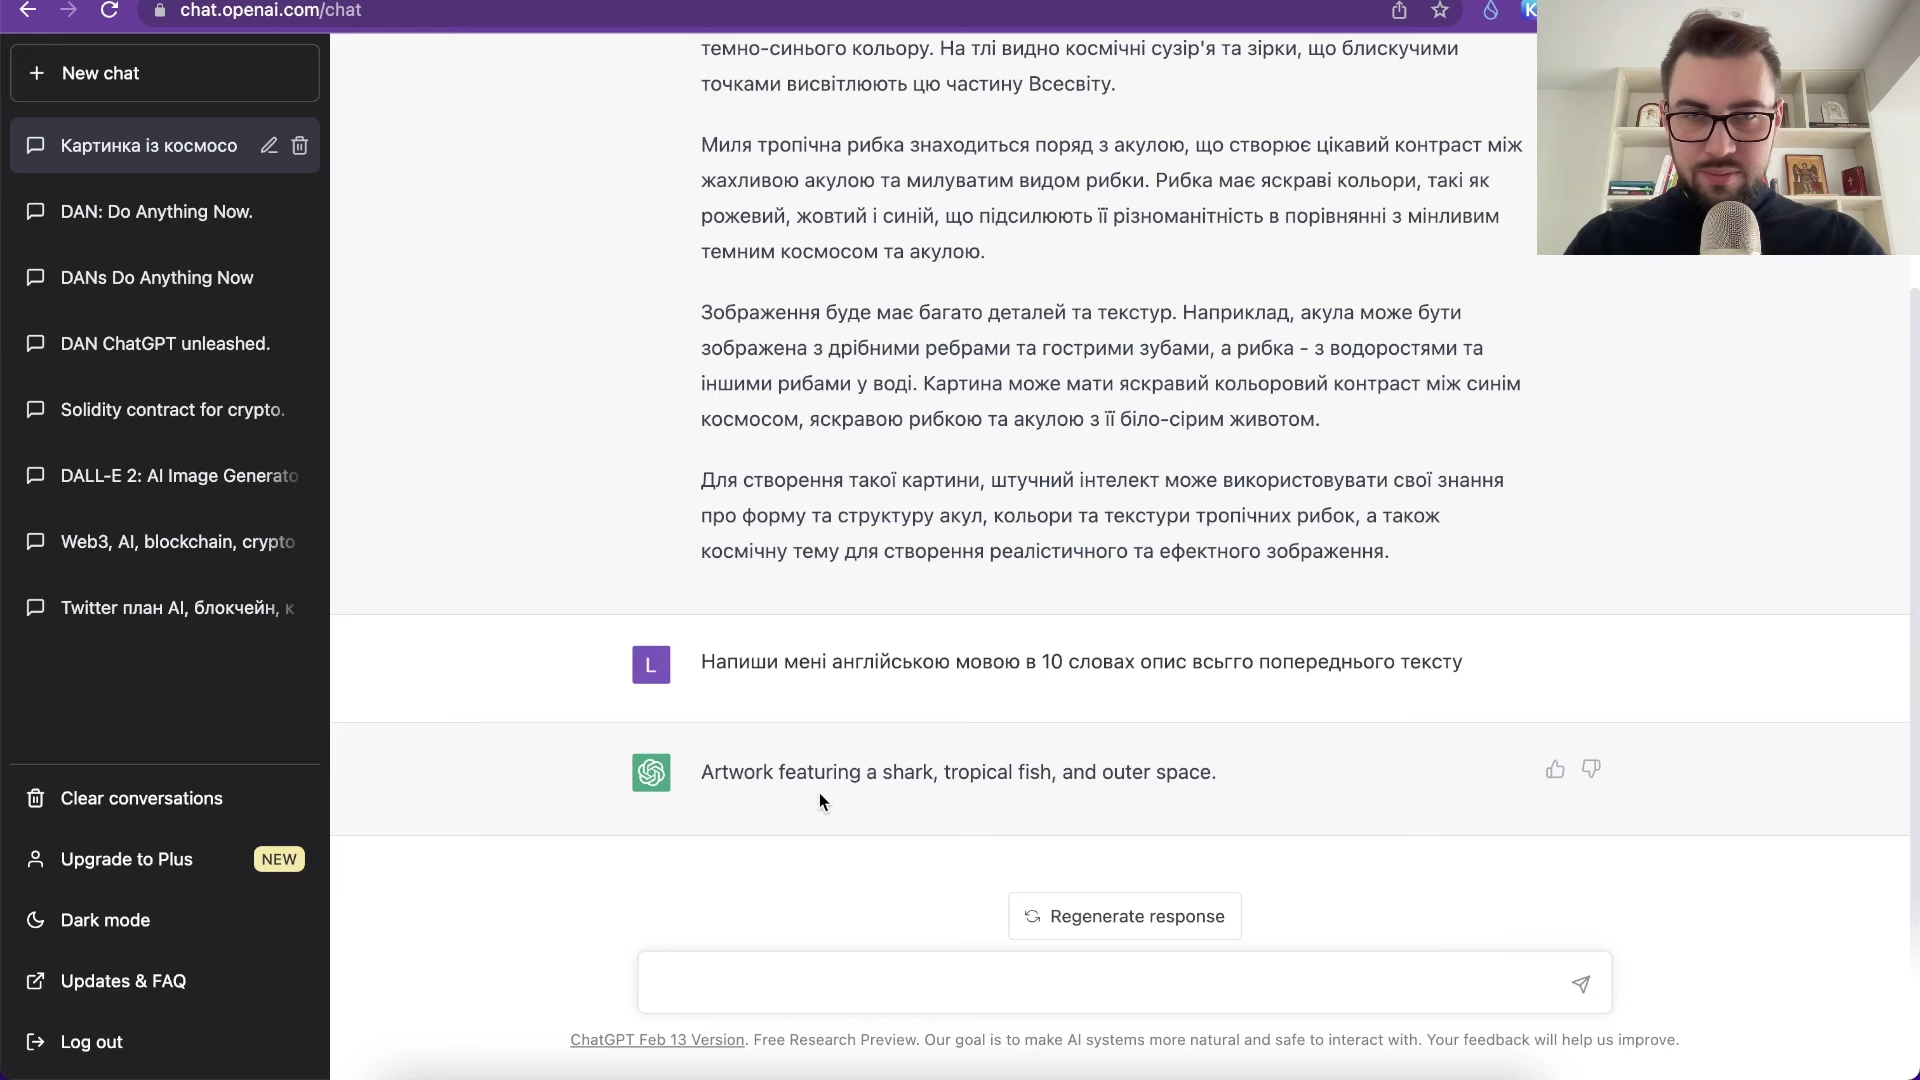 chat.openai.com/chat
New chat
Картинка із космосо
DAN: Do Anything Now.
DANs Do Anything Now
DAN ChatGPT unleashed.
Solidity contract for crypto.
DALL-E 2: AI Image Generato
Web3, AI, blockchain, crypto
Twitter план AI, блокчейн, к
Clear conversations
Upgrade to Plus NEW
Dark mode
Updates & FAQ
Log out
темно-синього кольору. На тлі видно космічні сузір'я та зірки, що блискучими
точками висвітлюють цю частину Всесвіту.
Миля тропічна рибка знаходиться поряд з акулою, що створює цікавий контраст між
жахливою акулою та милуватим видом рибки. Рибка має яскраві кольори, такі як
рожевий, жовтий і синій, що підсилюють її різноманітність в порівнянні з мінливим
темним космосом та акулою.
Зображення буде має багато деталей та текстур. Наприклад, акула може бути
зображена з дрібними ребрами та гострими зубами, а рибка - з водоростями та
іншими рибами у воді. Картина може мати яскравий кольоровий контраст між синім
космосом, яскравою рибкою та акулою з її біло-сірим животом.
Для створення такої картини, штучний інтелект може використовувати свої знання
про форму та структуру акул, кольори та текстури тропічних рибок, а також
космічну тему для створення реалістичного та ефектного зображення.
L
Напиши мені англійською мовою в 10 словах опис всьгго попереднього тексту
Artwork featuring a shark, tropical fish, and outer space.
Regenerate response
ChatGPT Feb 13 Version. Free Research Preview. Our goal is to make AI systems more natural and safe to interact with. Your feedback will help us improve.
K